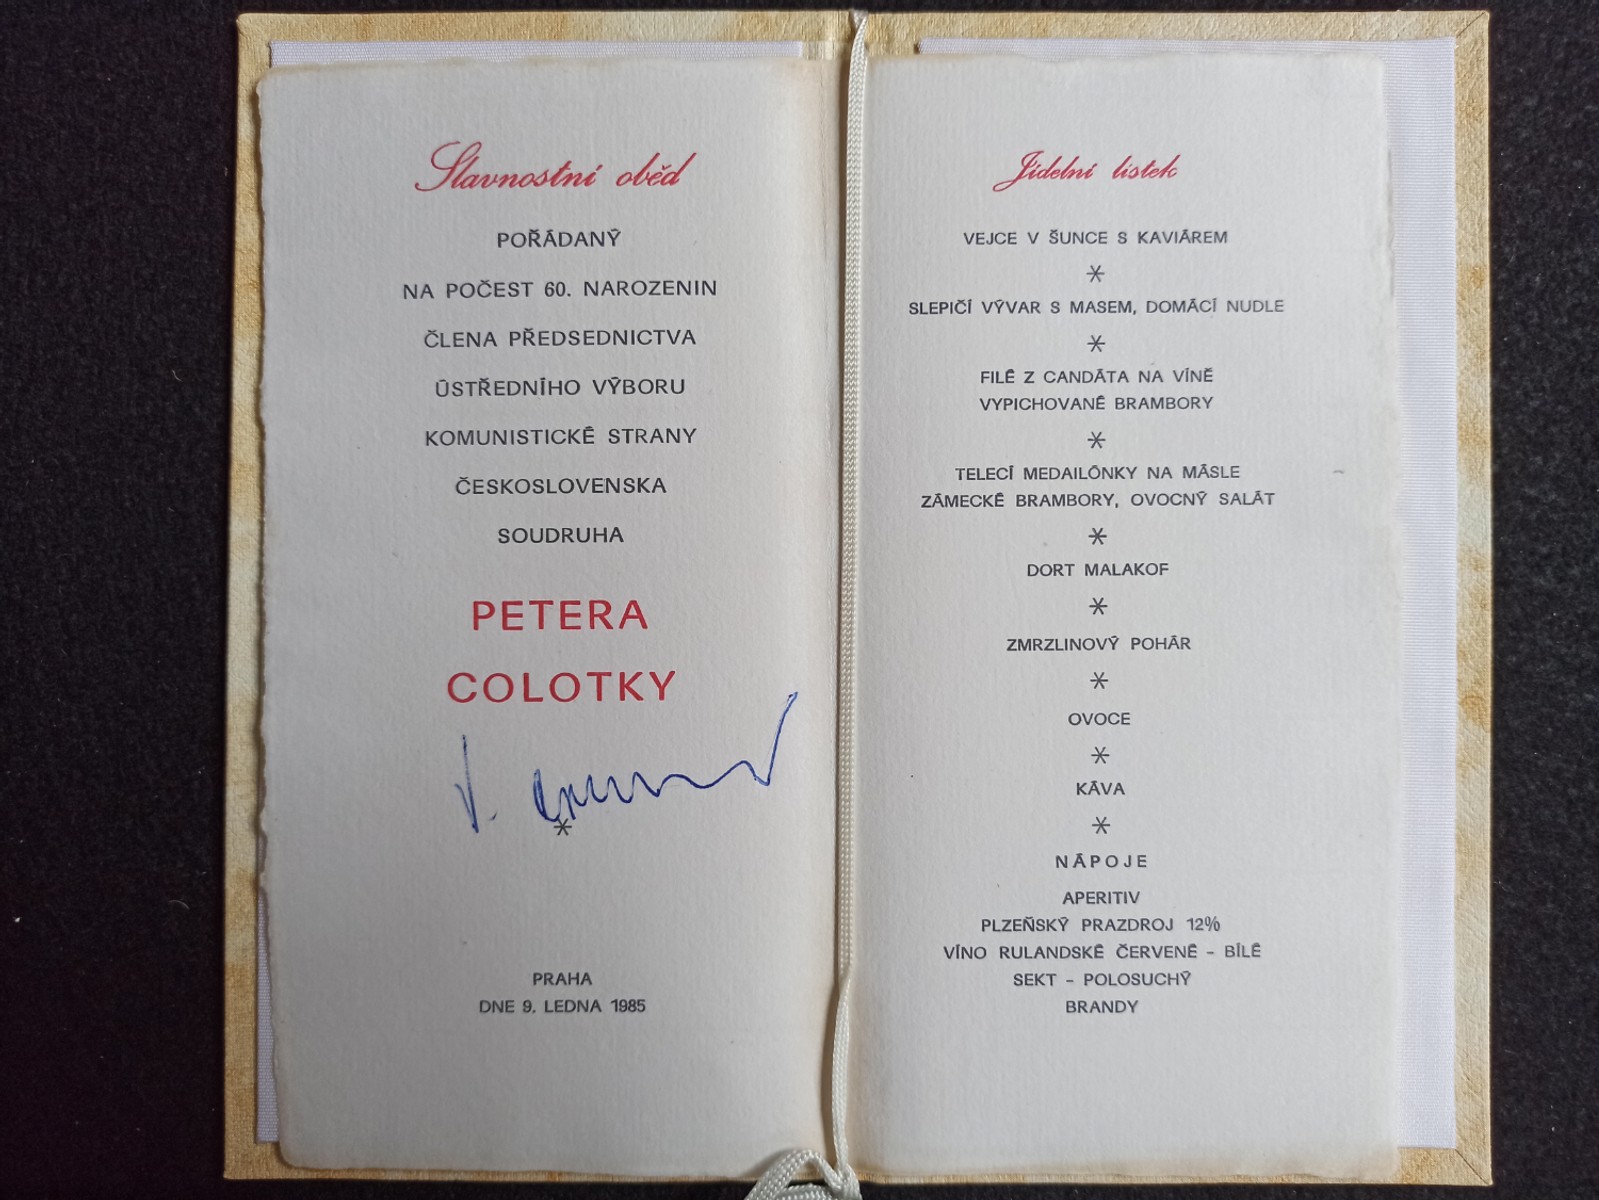 Slavnostní oběd
POŘÁDANÝ
NA POČEST 60. NAROZENIN
ČLENA PŘEDSEDNICTVA
ÚSTŘEDNÍHO VÝBORU
KOMUNISTICKÉ STRANY
ČESKOSLOVENSKA
SOUDRUHA
PETERA
COLOTKY
*
PRAHA
DNE 9. LEDNA 1985
Jídelní lístek
VEJCE V ŠUNCE S KAVIÁREM
*
SLEPIČÍ VÝVAR S MASEM, DOMÁCÍ NUDLE
*
FILÉ Z CANDÁTA NA VÍNĚ
VYPICHOVANÉ BRAMBORY
*
TELECÍ MEDAILÓNKY NA MÁSLE
ZÁMECKÉ BRAMBORY, OVOCNÝ SALÁT
*
DORT MALAKOF
*
ZMRZLINOVÝ POHÁR
*
OVOCE
*
KÁVA
*
NÁPOJE
APERITIV
PLZEŇSKÝ PRAZDROJ 12%
VÍNO RULANDSKÉ ČERVENÉ - BÍLÉ
SEKT - POLOSUCHÝ
BRANDY